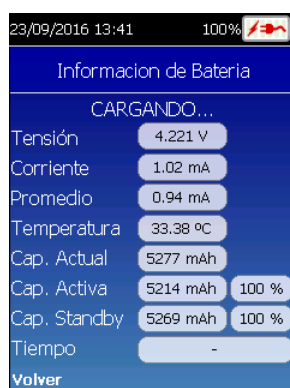 23/09/2016 13:41 100%
Informacion de Bateria
CARGANDO...
Tensión 4.221 V
Corriente 1.02 mA
Promedio 0.94 mA
Temperatura 33.38 ºC
Cap. Actual 5277 mAh
Cap. Activa 5214 mAh 100 %
Cap. Standby 5269 mAh 100 %
Tiempo -
Volver